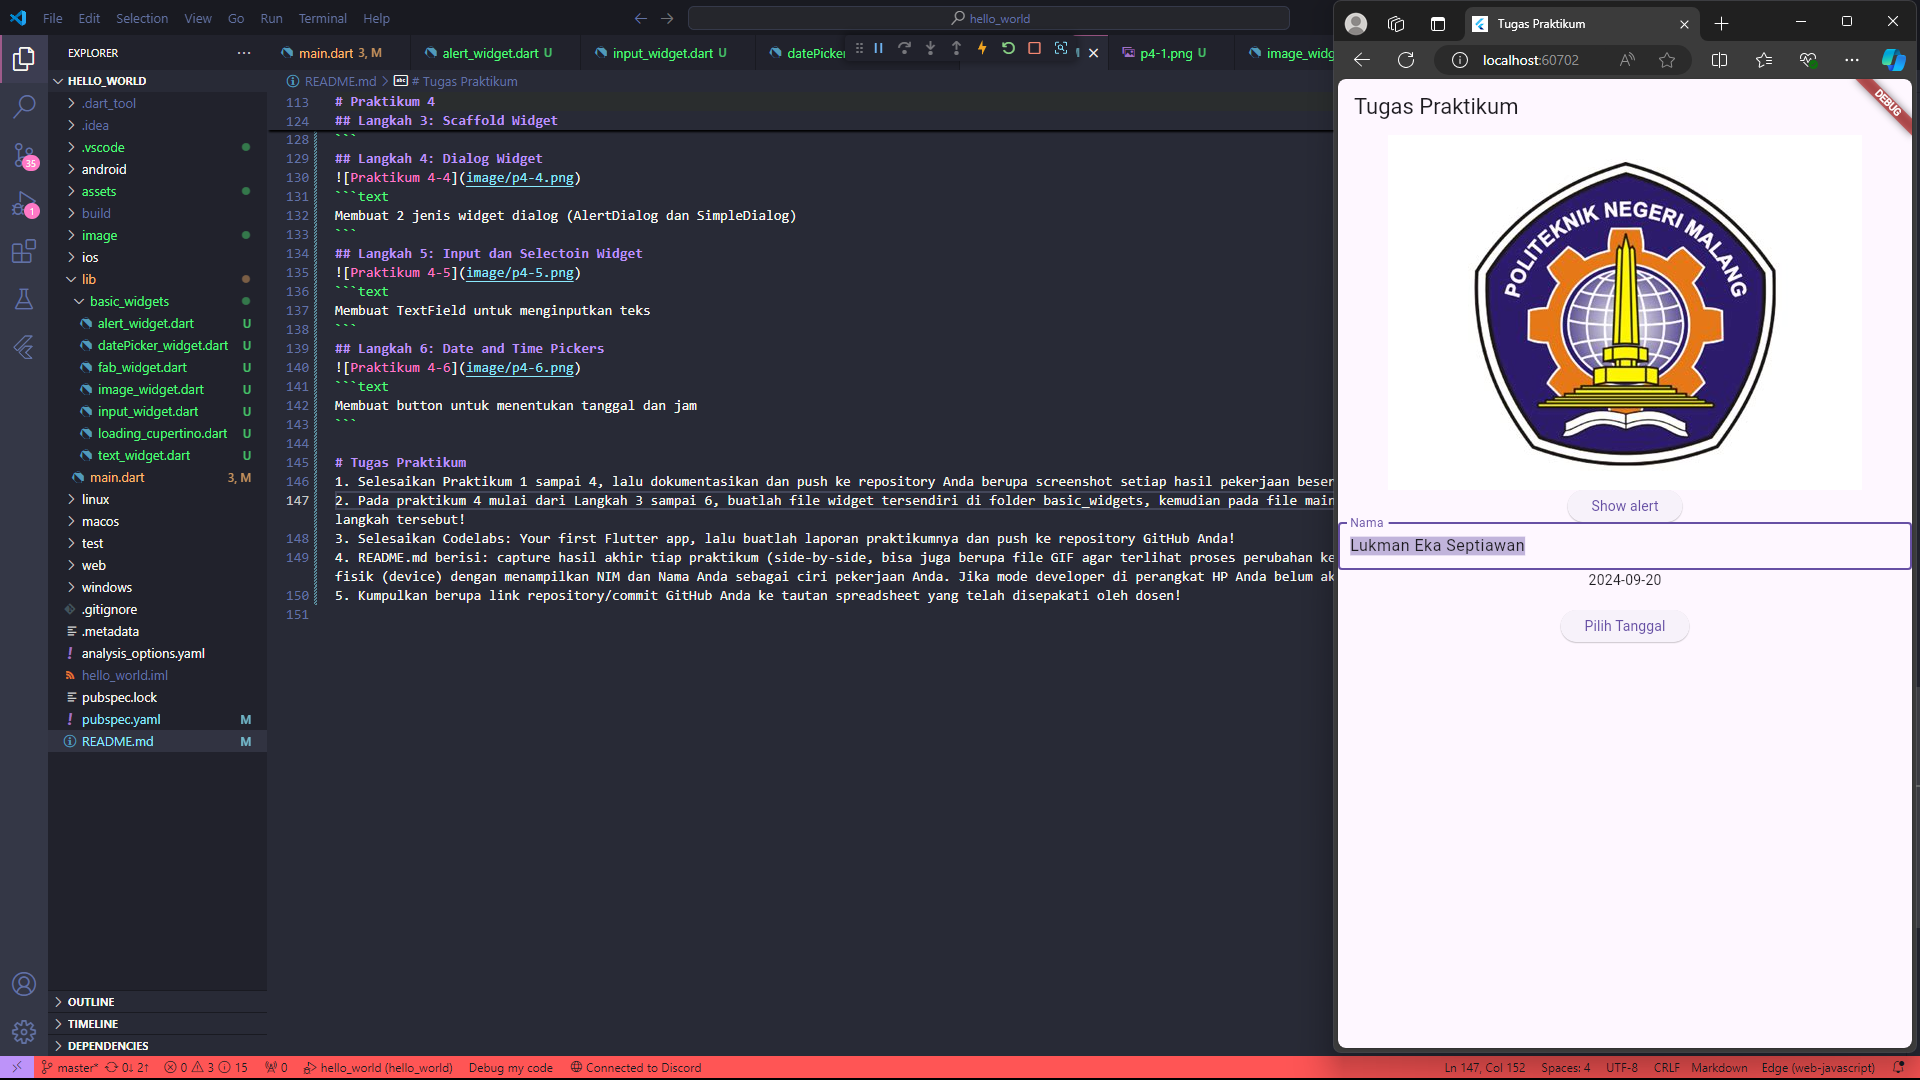 File Edit Selection View Go Run Terminal Help
hello_world
EXPLORER
HELLO_WORLD
.dart_tool
.idea
.vscode
android
assets
build
image
ios
lib
basic_widgets
alert_widget.dart U
datePicker_widget.dart U
fab_widget.dart U
image_widget.dart U
input_widget.dart U
loading_cupertino.dart U
text_widget.dart U
main.dart 3, M
linux
macos
test
web
windows
.gitignore
.metadata
analysis_options.yaml
hello_world.iml
pubspec.lock
pubspec.yaml M
README.md M
OUTLINE
TIMELINE
DEPENDENCIES
35
1
main.dart 3, M
alert_widget.dart U
input_widget.dart U
datePicker
p4-1.png U
image_widg
README.md > # Tugas Praktikum
113 # Praktikum 4
124 ## Langkah 3: Scaffold Widget
128 ```
129 ## Langkah 4: Dialog Widget
130 ![Praktikum 4-4](image/p4-4.png)
131 ```text
132 Membuat 2 jenis widget dialog (AlertDialog dan SimpleDialog)
133 ```
134 ## Langkah 5: Input dan Selectoin Widget
135 ![Praktikum 4-5](image/p4-5.png)
136 ```text
137 Membuat TextField untuk menginputkan teks
138 ```
139 ## Langkah 6: Date and Time Pickers
140 ![Praktikum 4-6](image/p4-6.png)
141 ```text
142 Membuat button untuk menentukan tanggal dan jam
143 ```
144
145 # Tugas Praktikum
146 1. Selesaikan Praktikum 1 sampai 4, lalu dokumentasikan dan push ke repository Anda berupa screenshot setiap hasil pekerjaan beser
147 2. Pada praktikum 4 mulai dari Langkah 3 sampai 6, buatlah file widget tersendiri di folder basic_widgets, kemudian pada file main
langkah tersebut!
148 3. Selesaikan Codelabs: Your first Flutter app, lalu buatlah laporan praktikumnya dan push ke repository GitHub Anda!
149 4. README.md berisi: capture hasil akhir tiap praktikum (side-by-side, bisa juga berupa file GIF agar terlihat proses perubahan ke
fisik (device) dengan menampilkan NIM dan Nama Anda sebagai ciri pekerjaan Anda. Jika mode developer di perangkat HP Anda belum ak
150 5. Kumpulkan berupa link repository/commit GitHub Anda ke tautan spreadsheet yang telah disepakati oleh dosen!
151
Tugas Praktikum
localhost:60702
Tugas Praktikum
DEBUG
POLITEKNIK NEGERI MALANG
Show alert
Nama
Lukman Eka Septiawan
2024-09-20
Pilih Tanggal
master* 0↓ 2↑ 0 3 15 0 hello_world (hello_world) Debug my code Connected to Discord
Ln 147, Col 152 Spaces: 4 UTF-8 CRLF Markdown Edge (web-javascript)